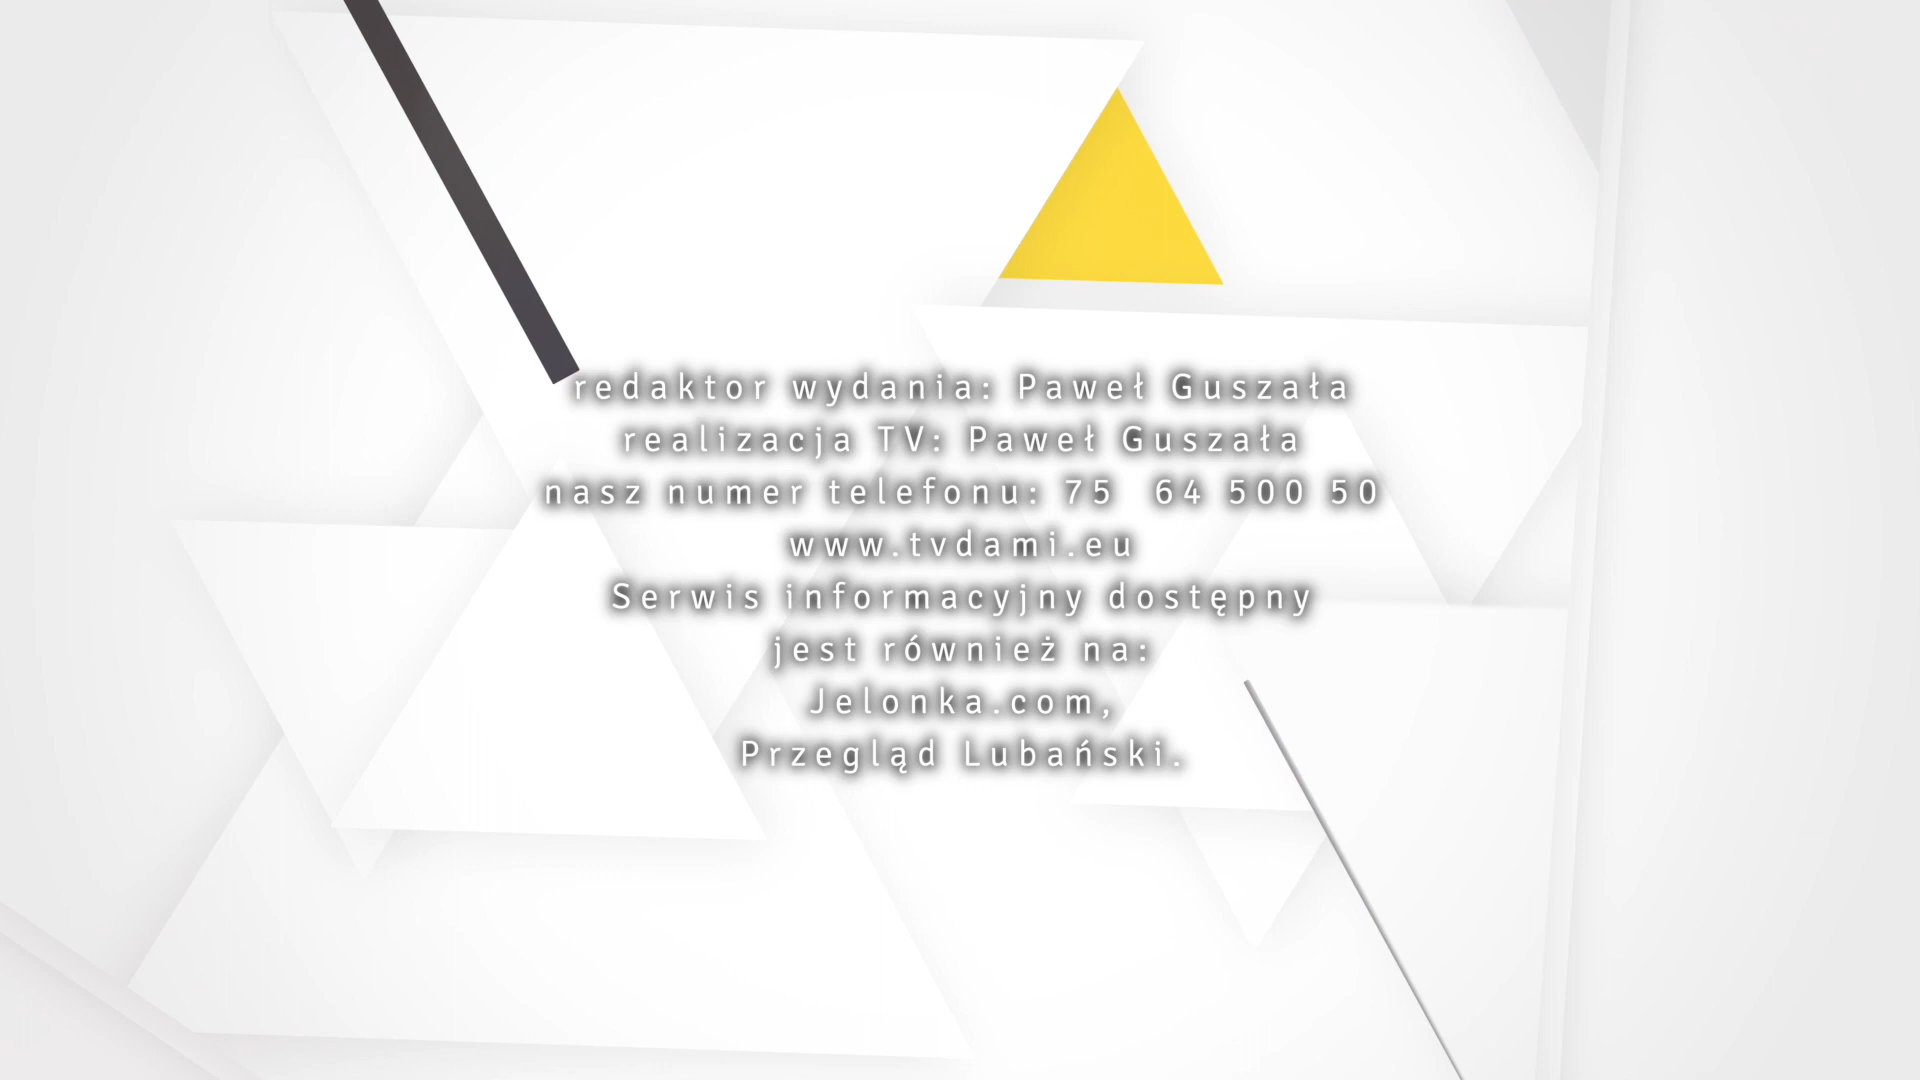 redaktor wydania: Paweł Guszała
realizacja TV: Paweł Guszała
nasz numer telefonu: 75  64 500 50
www.tvdami.eu
Serwis informacyjny dostępny
jest również na:
Jelonka.com,
Przegląd Lubański.